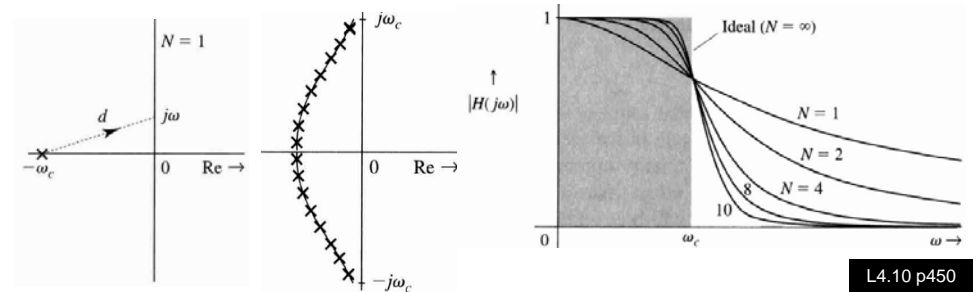 N = 1
d
jω
−ω_c
0
Re →
jω_c
0
Re →
−jω_c
1
Ideal (N = ∞)
↑
|H(jω)|
N = 1
N = 2
N = 4
8
10
0
ω_c
ω →
L4.10 p450